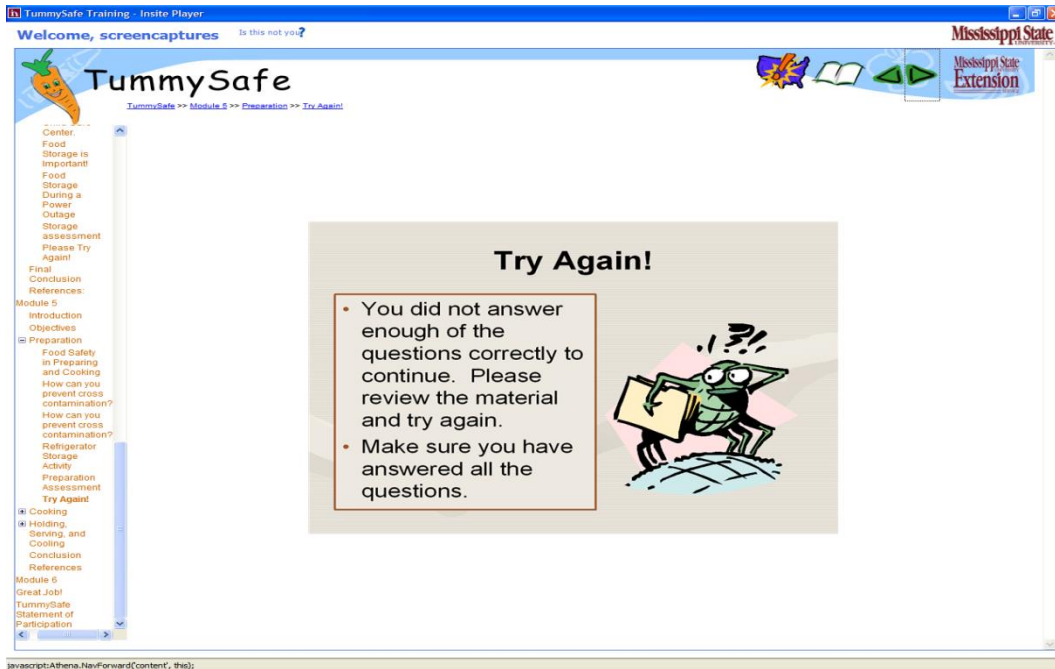 TummySafe Training - Insite Player
Welcome, screencaptures
Is this not you?
Mississippi State
UNIVERSITY
TummySafe
Mississippi State
Extension
TummySafe >> Module 5 >> Preparation >> Try Again!
Center.
Food
Storage is
Important!
Food
Storage
During a
Power
Outage
Storage
assessment
Please Try
Again!
Final
Conclusion
References:
Module 5
Introduction
Objectives
Preparation
Food Safety
in Preparing
and Cooking
How can you
prevent cross
contamination?
How can you
prevent cross
contamination?
Refrigerator
Storage
Activity
Preparation
Assessment
Try Again!
Cooking
Holding,
Serving, and
Cooling
Conclusion
References
Module 6
Great Job!
TummySafe
Statement of
Participation
Try Again!
• You did not answer
enough of the
questions correctly to
continue. Please
review the material
and try again.
• Make sure you have
answered all the
questions.
!?!
javascript:Athena.NavForward('content', this);